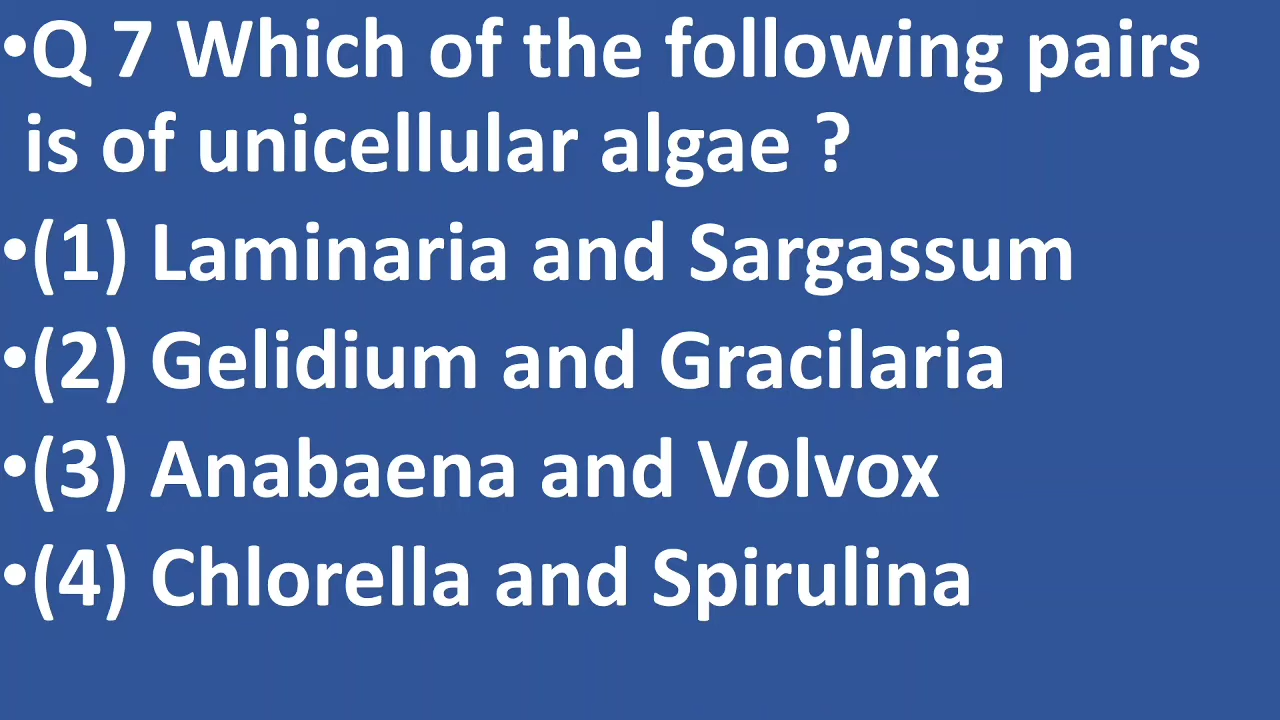 •Q 7 Which of the following pairs
is of unicellular algae ?
•(1) Laminaria and Sargassum
•(2) Gelidium and Gracilaria
•(3) Anabaena and Volvox
•(4) Chlorella and Spirulina